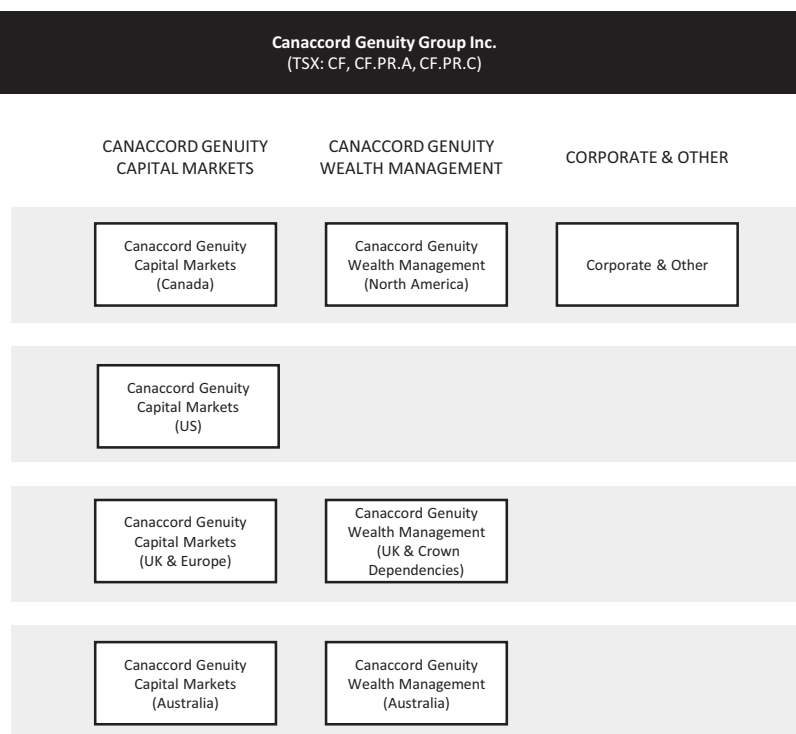 Canaccord Genuity Group Inc.
(TSX: CF, CF.PR.A, CF.PR.C)
CANACCORD GENUITY
CAPITAL MARKETS
CANACCORD GENUITY
WEALTH MANAGEMENT
CORPORATE & OTHER
Canaccord Genuity
Capital Markets
(Canada)
Canaccord Genuity
Wealth Management
(North America)
Corporate & Other
Canaccord Genuity
Capital Markets
(US)
Canaccord Genuity
Capital Markets
(UK & Europe)
Canaccord Genuity
Wealth Management
(UK & Crown
Dependencies)
Canaccord Genuity
Capital Markets
(Australia)
Canaccord Genuity
Wealth Management
(Australia)